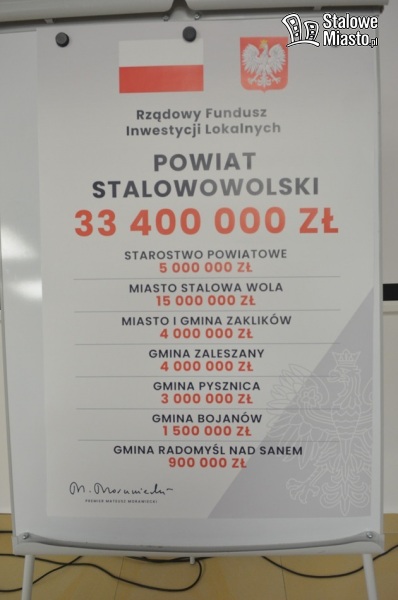 Stalowe
Miasto.pl
Rządowy Fundusz
Inwestycji Lokalnych
POWIAT
STALOWOWOLSKI
33 400 000 ZŁ
STAROSTWO POWIATOWE
5 000 000 ZŁ
MIASTO STALOWA WOLA
15 000 000 ZŁ
MIASTO I GMINA ZAKLIKÓW
4 000 000 ZŁ
GMINA ZALESZANY
4 000 000 ZŁ
GMINA PYSZNICA
3 000 000 ZŁ
GMINA BOJANÓW
1 500 000 ZŁ
GMINA RADOMYŚL NAD SANEM
900 000 ZŁ
M. Morawiecki
PREMIER MATEUSZ MORAWIECKI